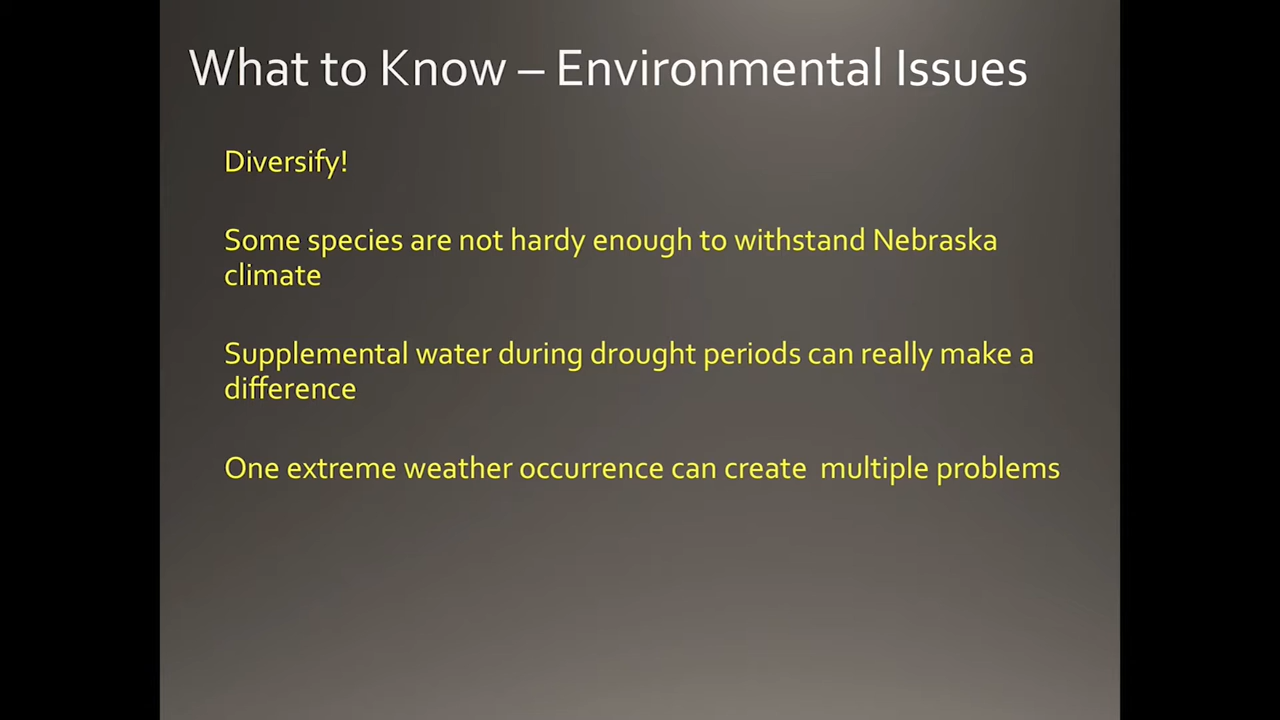 What to Know – Environmental Issues
Diversify!
Some species are not hardy enough to withstand Nebraska
climate
Supplemental water during drought periods can really make a
difference
One extreme weather occurrence can create  multiple problems